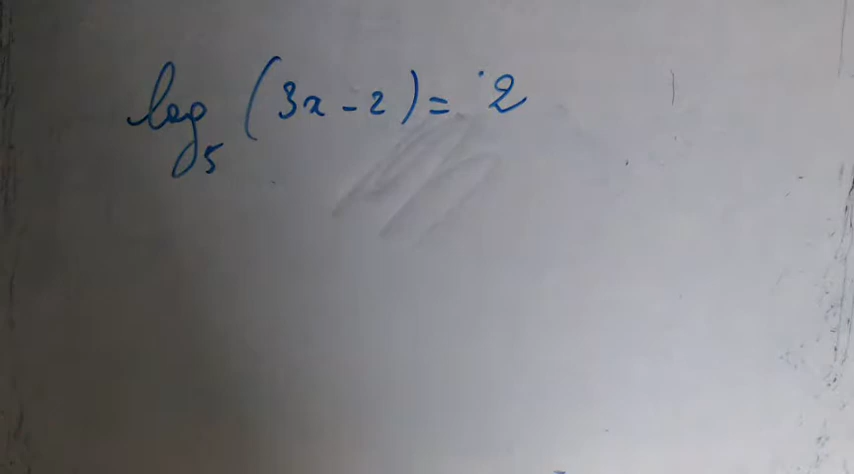 log₅ (3x - 2) = 2